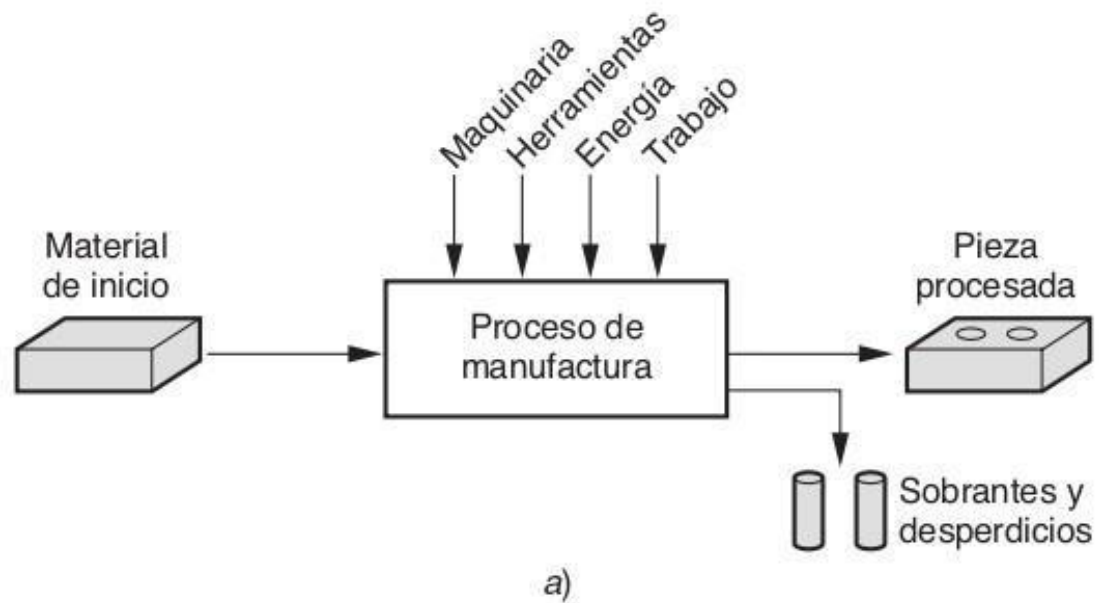 Maquinaria
Herramientas
Energía
Trabajo
Material
de inicio
Proceso de
manufactura
Pieza
procesada
Sobrantes y
desperdicios
a)